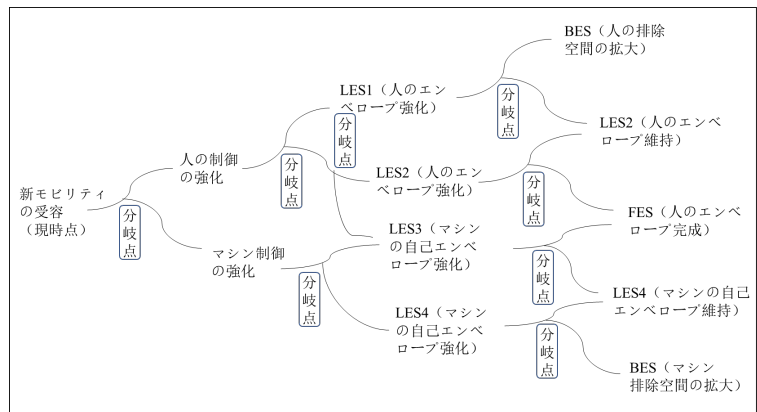 新モビリティ
の受容
（現時点）
分岐点
人の制御
の強化
マシン制御
の強化
分岐点
分岐点
LES1（人のエン
ベロープ強化）
分岐点
LES2（人のエ
ンベロープ強化）
LES3（マシン
の自己エンベ
ロープ強化）
LES4（マシン
の自己エンベ
ロープ強化）
分岐点
分岐点
分岐点
分岐点
BES（人の排除
空間の拡大）
LES2（人のエンベ
ロープ維持）
FES（人のエンベ
ロープ完成）
LES4（マシンの自己
エンベロープ維持）
BES（マシン
排除空間の拡大）